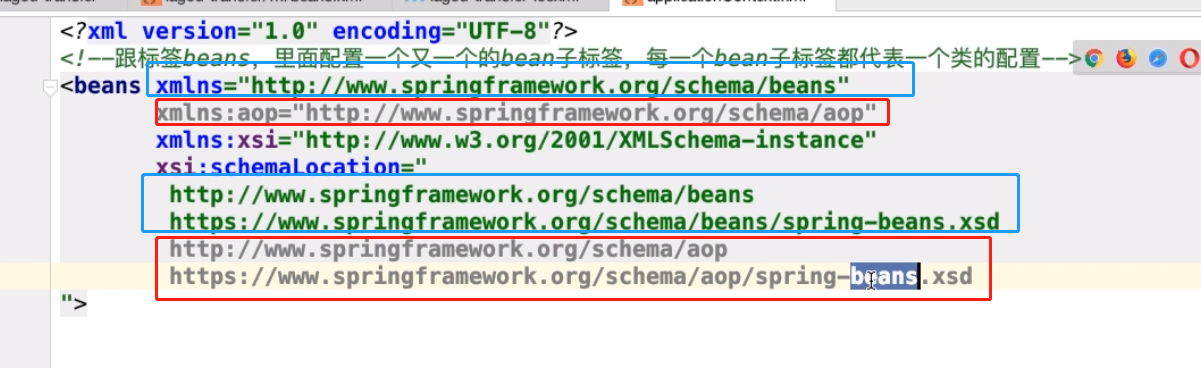 applicationContext.xml
<?xml version="1.0" encoding="UTF-8"?>
<!--跟标签beans，里面配置一个又一个的bean子标签，每一个bean子标签都代表一个类的配置-->
<beans xmlns="http://www.springframework.org/schema/beans"
xmlns:aop="http://www.springframework.org/schema/aop"
xmlns:xsi="http://www.w3.org/2001/XMLSchema-instance"
xsi:schemaLocation="
http://www.springframework.org/schema/beans
https://www.springframework.org/schema/beans/spring-beans.xsd
http://www.springframework.org/schema/aop
https://www.springframework.org/schema/aop/spring-beans.xsd
">